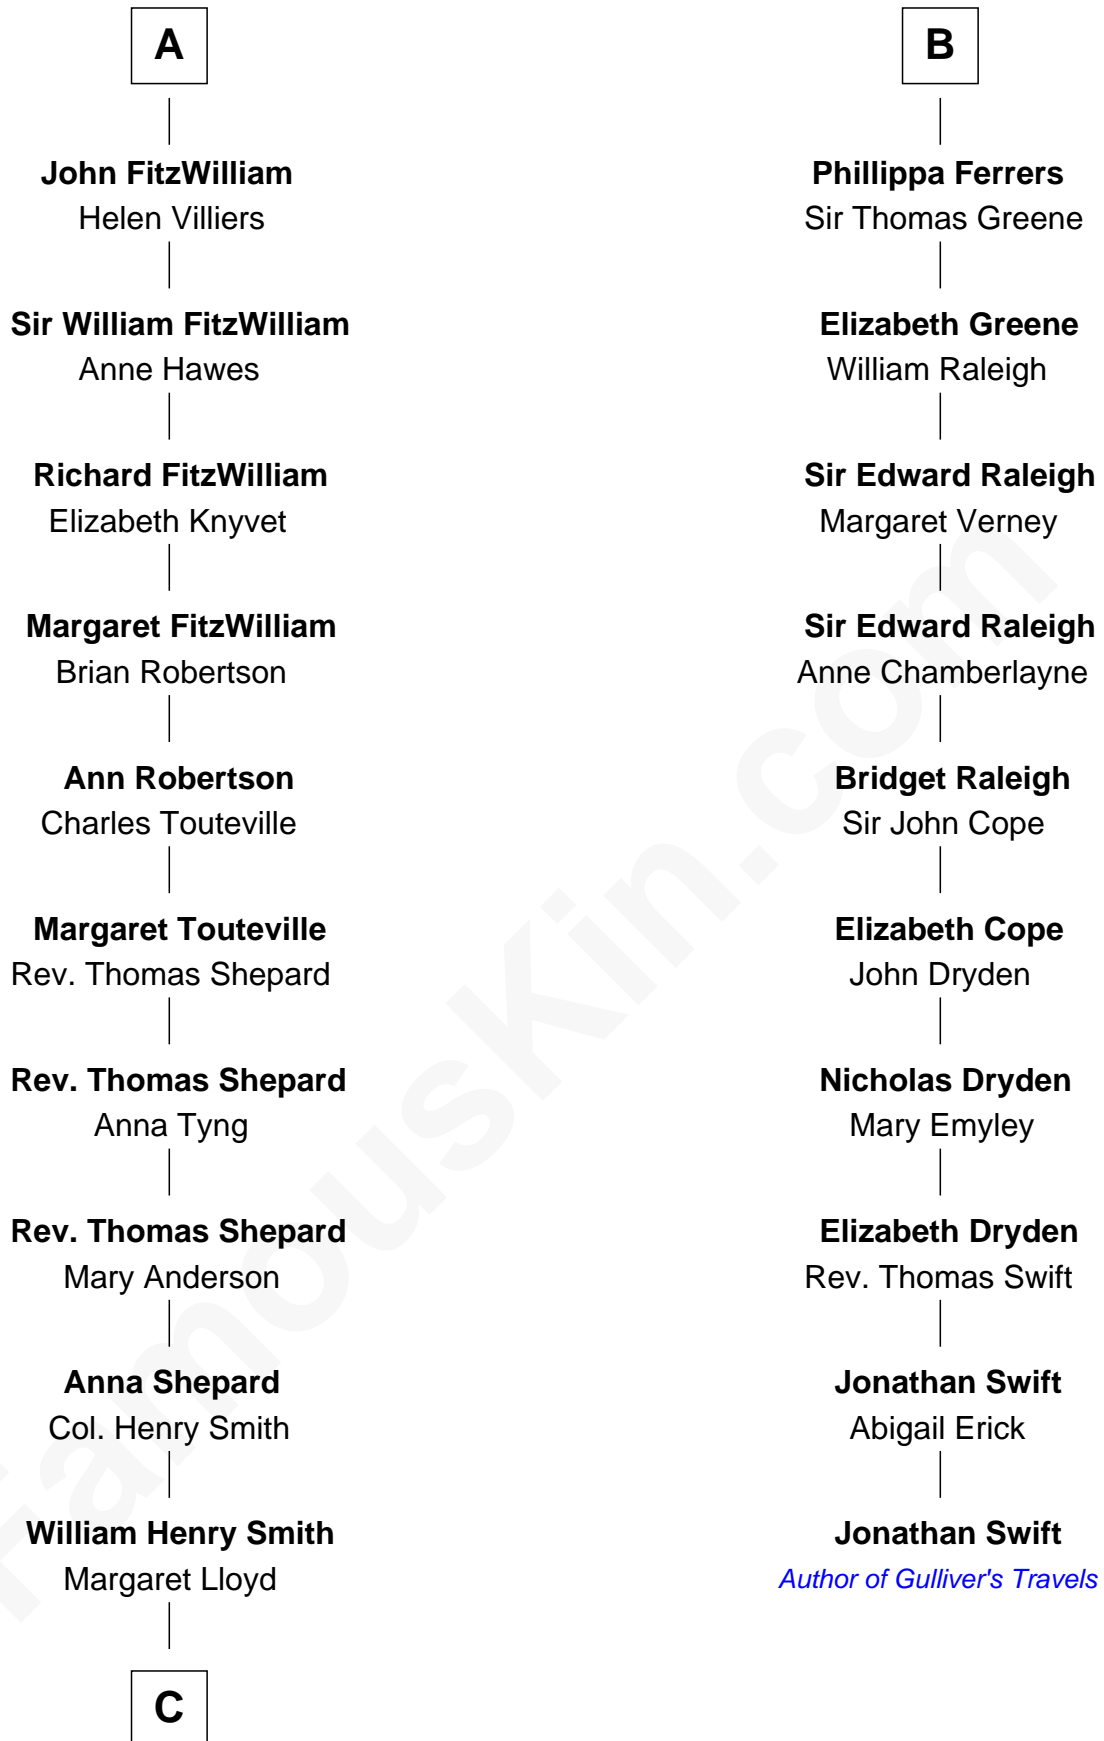 A
John FitzWilliam
Helen Villiers
Sir William FitzWilliam
Anne Hawes
Richard FitzWilliam
Elizabeth Knyvet
Margaret FitzWilliam
Brian Robertson
Ann Robertson
Charles Touteville
Margaret Touteville
Rev. Thomas Shepard
Rev. Thomas Shepard
Anna Tyng
Rev. Thomas Shepard
Mary Anderson
Anna Shepard
Col. Henry Smith
William Henry Smith
Margaret Lloyd
C
B
Phillippa Ferrers
Sir Thomas Greene
Elizabeth Greene
William Raleigh
Sir Edward Raleigh
Margaret Verney
Sir Edward Raleigh
Anne Chamberlayne
Bridget Raleigh
Sir John Cope
Elizabeth Cope
John Dryden
Nicholas Dryden
Mary Emyley
Elizabeth Dryden
Rev. Thomas Swift
Jonathan Swift
Abigail Erick
Jonathan Swift
Author of Gulliver's Travels
FamousKin.com